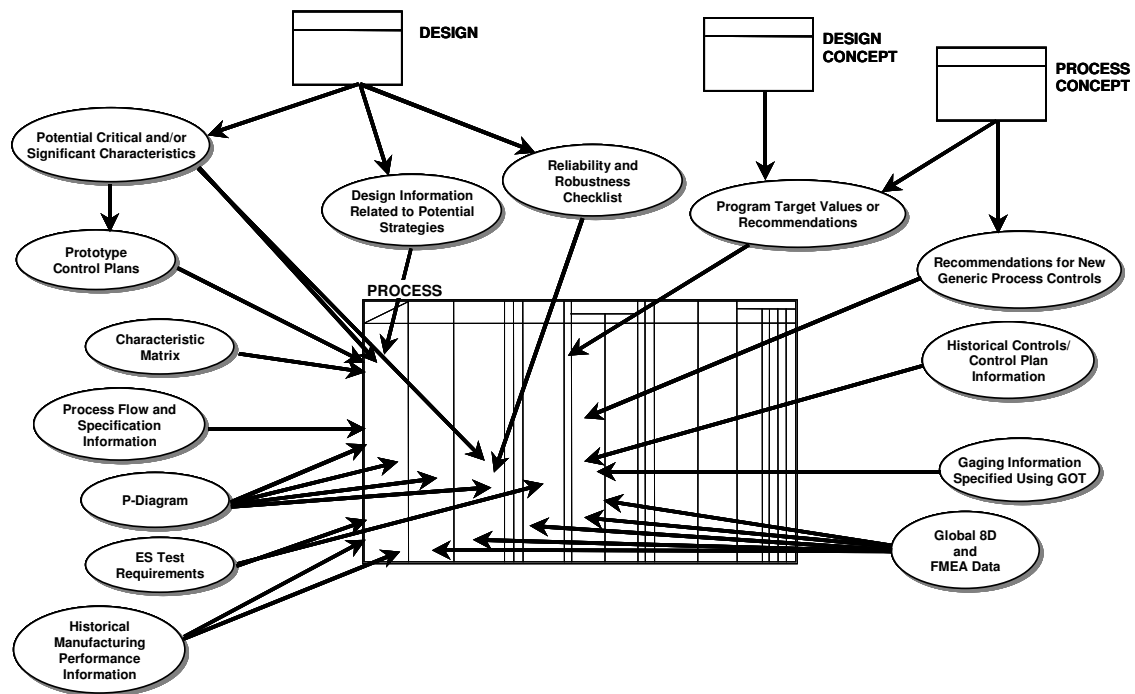 DESIGN
DESIGN
CONCEPT
PROCESS
CONCEPT
Potential Critical and/or
Significant Characteristics
Design Information
Related to Potential
Strategies
Reliability and
Robustness
Checklist
Program Target Values or
Recommendations
Prototype
Control Plans
Recommendations for New
Generic Process Controls
PROCESS
Characteristic
Matrix
Historical Controls/
Control Plan
Information
Process Flow and
Specification
Information
P-Diagram
Gaging Information
Specified Using GOT
ES Test
Requirements
Global 8D
and
FMEA Data
Historical
Manufacturing
Performance
Information